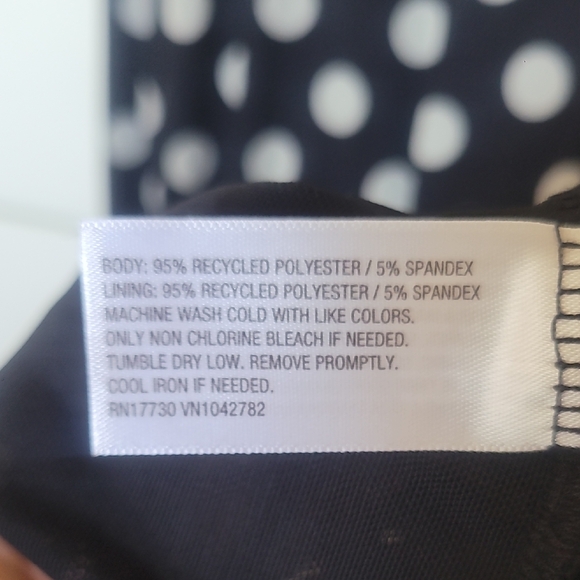 BODY: 95% RECYCLED POLYESTER / 5% SPANDEX
LINING: 95% RECYCLED POLYESTER / 5% SPANDEX
MACHINE WASH COLD WITH LIKE COLORS.
ONLY NON CHLORINE BLEACH IF NEEDED.
TUMBLE DRY LOW. REMOVE PROMPTLY.
COOL IRON IF NEEDED.
RN17730 VN1042782